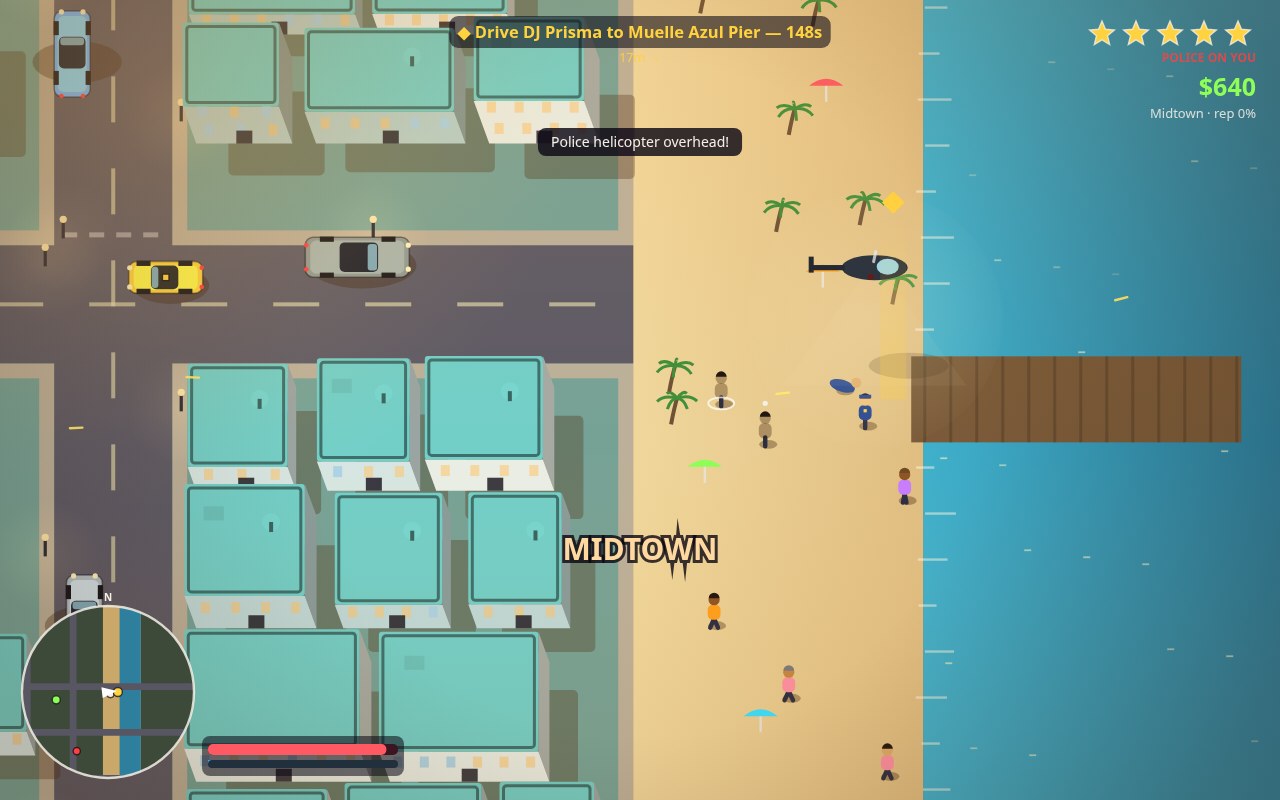 ◆ Drive DJ Prisma to Muelle Azul Pier — 148s
POLICE ON YOU
$640
Midtown · rep 0%
Police helicopter overhead!
MIDTOWN
N